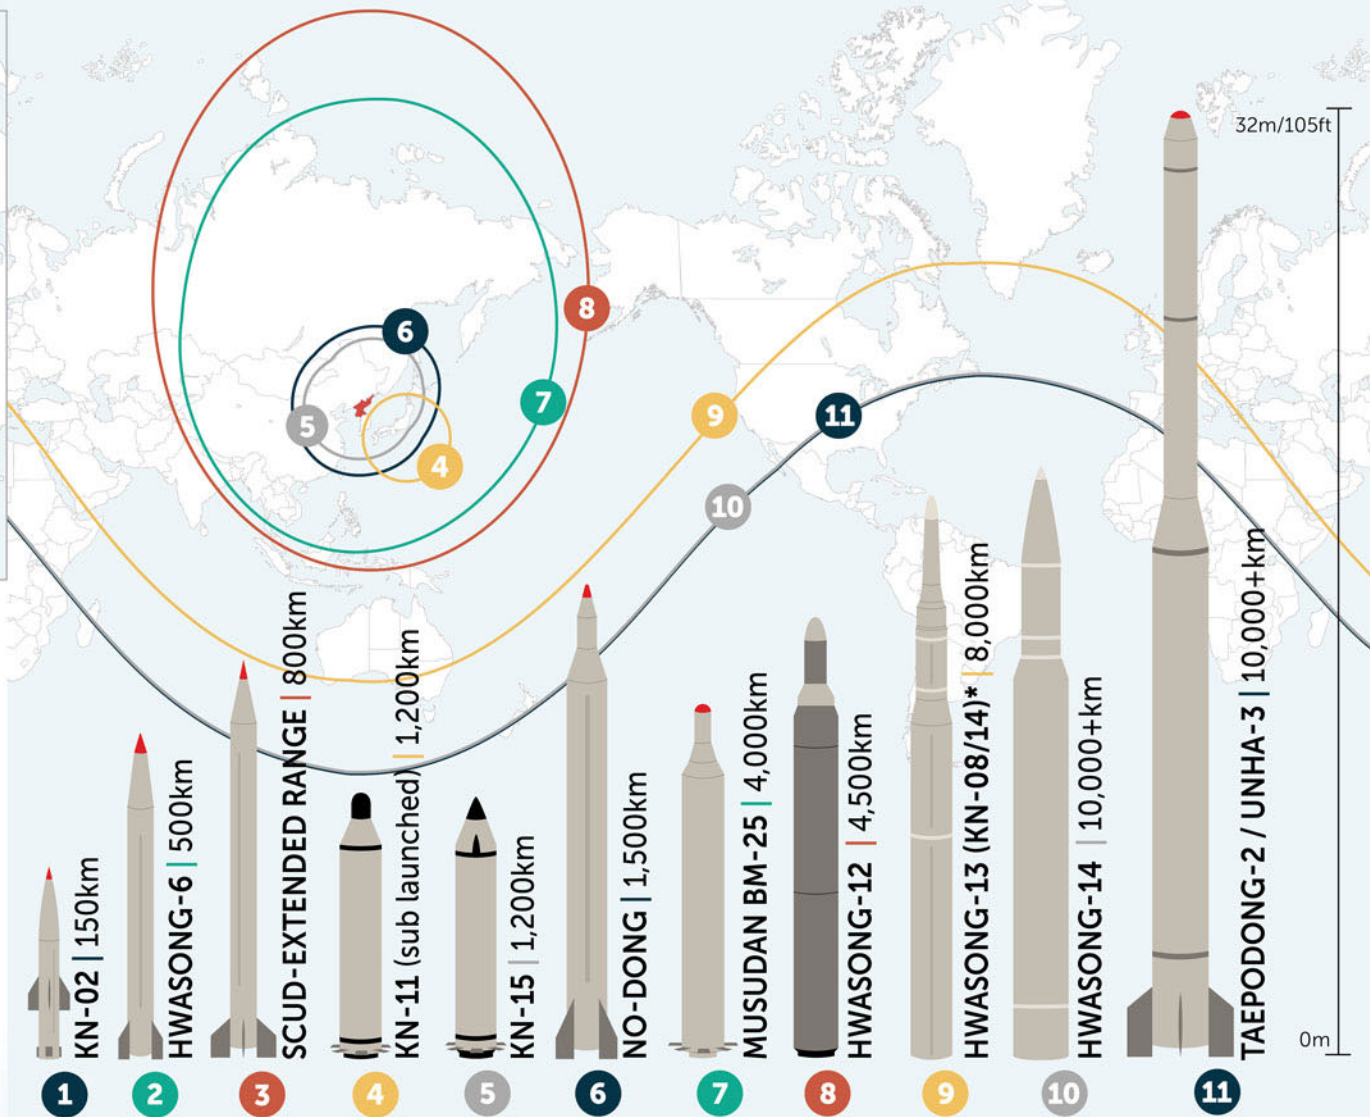 32m/105ft
8
6
7
5
4
9
11
10
KN-02 | 150km
HWASONG-6 | 500km
SCUD-EXTENDED RANGE | 800km
KN-11 (sub launched) | 1,200km
KN-15 | 1,200km
NO-DONG | 1,500km
MUSUDAN BM-25 | 4,000km
HWASONG-12 | 4,500km
HWASONG-13 (KN-08/14)* | 8,000km
HWASONG-14 | 10,000+km
TAEPODONG-2 / UNHA-3 | 10,000+km
0m
1
2
3
4
5
6
7
8
9
10
11